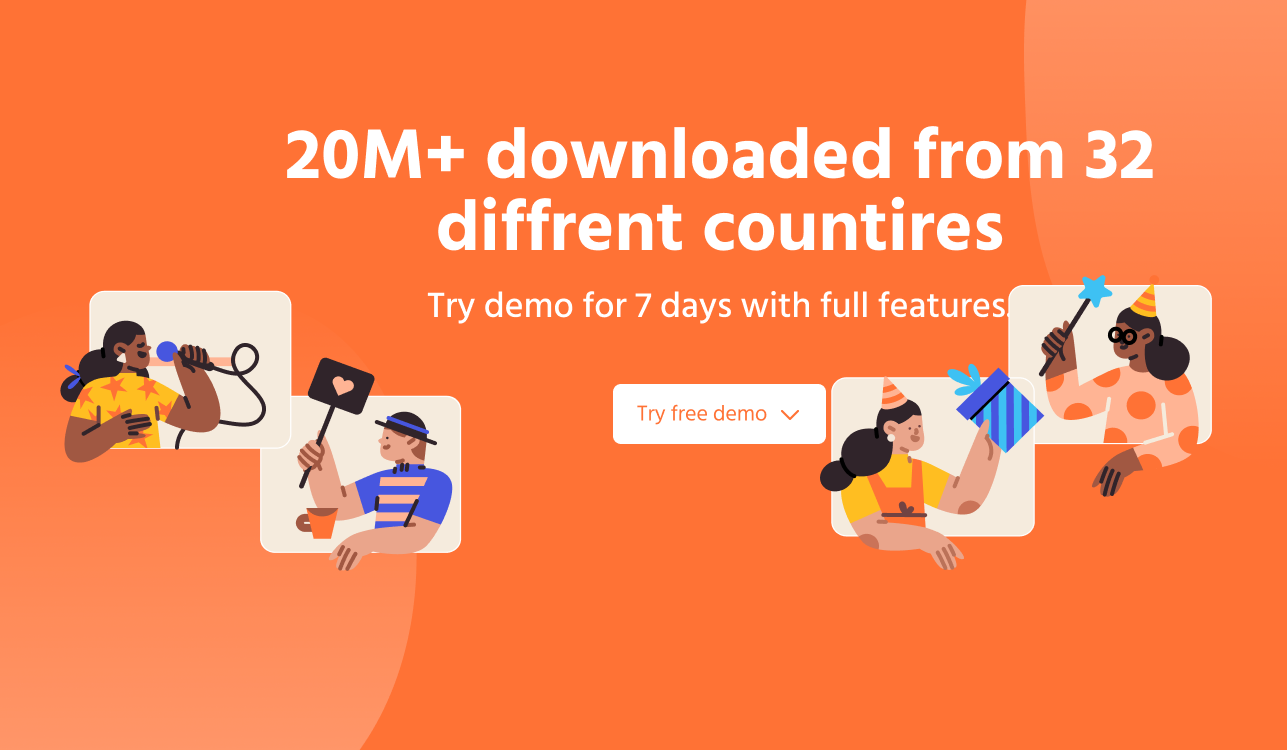 20M+ downloaded from 32
diffrent countires
Try demo for 7 days with full features.
Try free demo